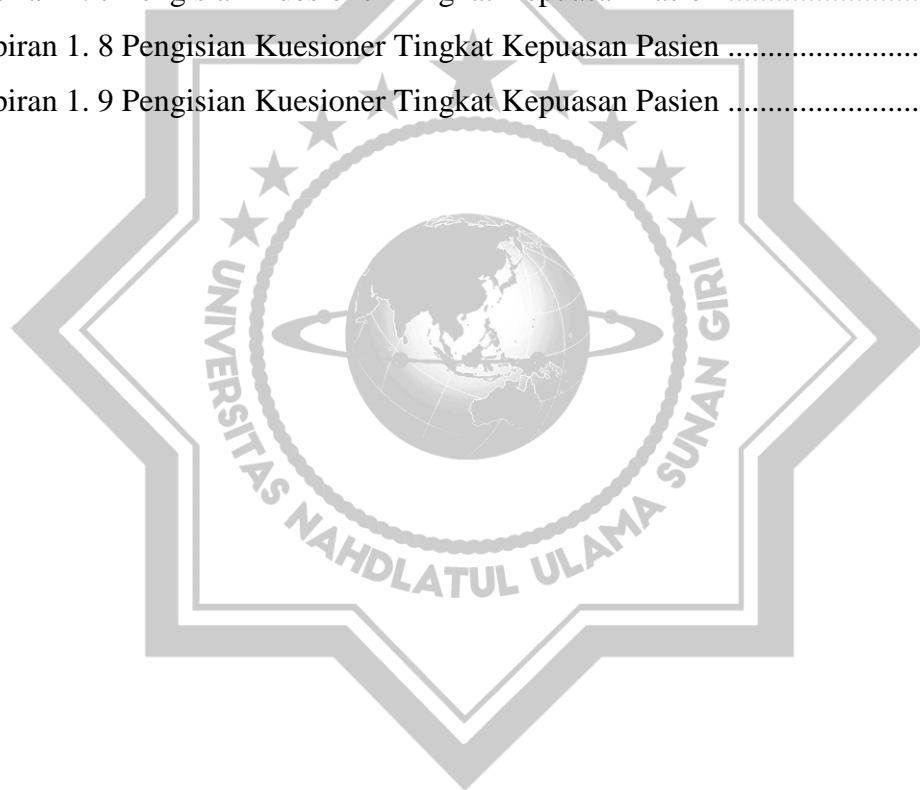 piran 1. 8 Pengisian Kuesioner Tingkat Kepuasan Pasien ........................
piran 1. 9 Pengisian Kuesioner Tingkat Kepuasan Pasien ........................
UNIVERSITAS NAHDLATUL ULAMA SUNAN GIRI